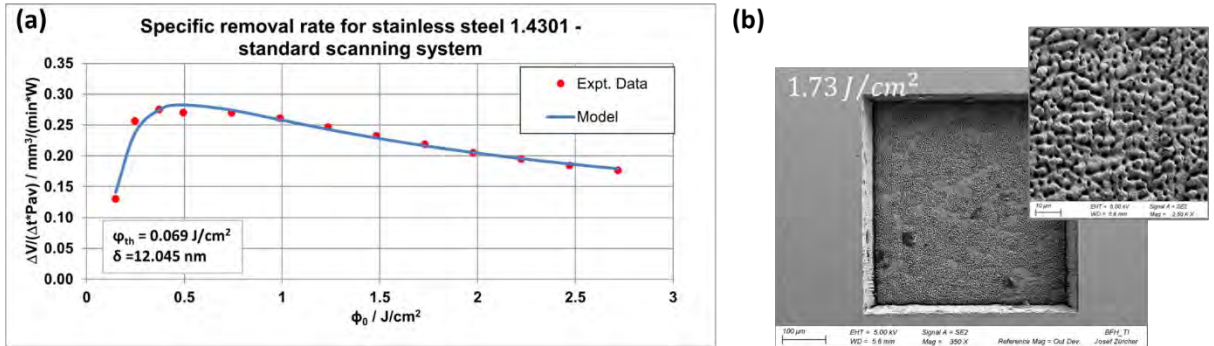 (a)
Specific removal rate for stainless steel 1.4301 -
standard scanning system
ΔV/(Δt*Pav) / mm³/(min*W)
0.35
0.30
0.25
0.20
0.15
0.10
0.05
0.00
Expt. Data
Model
φth = 0.069 J/cm²
δ =12.045 nm
0
0.5
1
1.5
2
2.5
3
ϕ₀ / J/cm²
(b)
1.73 J/cm²
10 µm
EHT = 5.00 kV
Signal A = SE2
WD = 5.6 mm
Mag = 2.50 K X
100 µm
EHT = 5.00 kV
Signal A = SE2
BFH_TI
WD = 5.6 mm
Mag = 350 X
Reference Mag = Out Dev.
Josef Zürcher